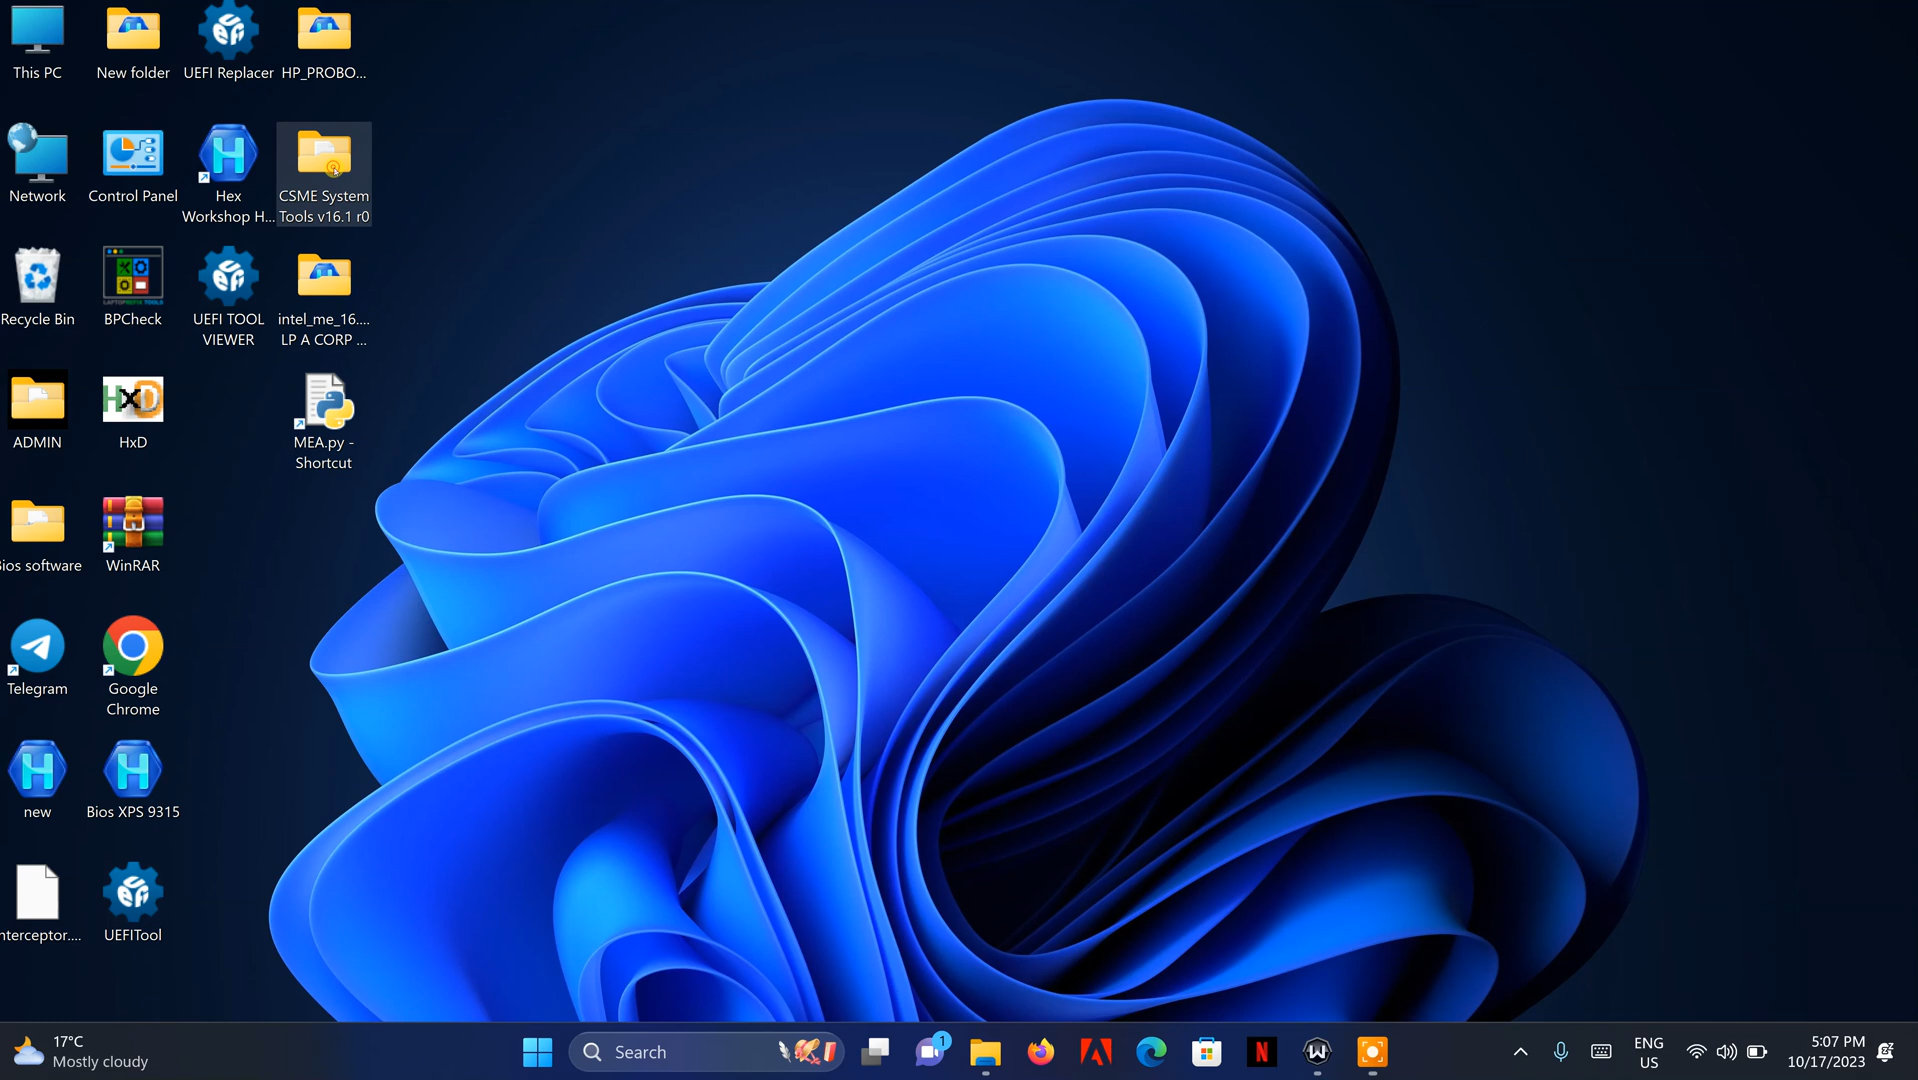 This PC
New folder
UEFI Replacer
HP_PROBO...
Network
Control Panel
Hex
Workshop H...
CSME System
Tools v16.1 r0
Recycle Bin
BPCheck
UEFI TOOL
VIEWER
intel_me_16....
LP A CORP ...
ADMIN
HxD
HxD
MEA.py -
Shortcut
Bios software
WinRAR
Telegram
Google
Chrome
new
Bios XPS 9315
nterceptor....
UEFITool
17°C
Mostly cloudy
Search
1
ENG
US
5:07 PM
10/17/2023